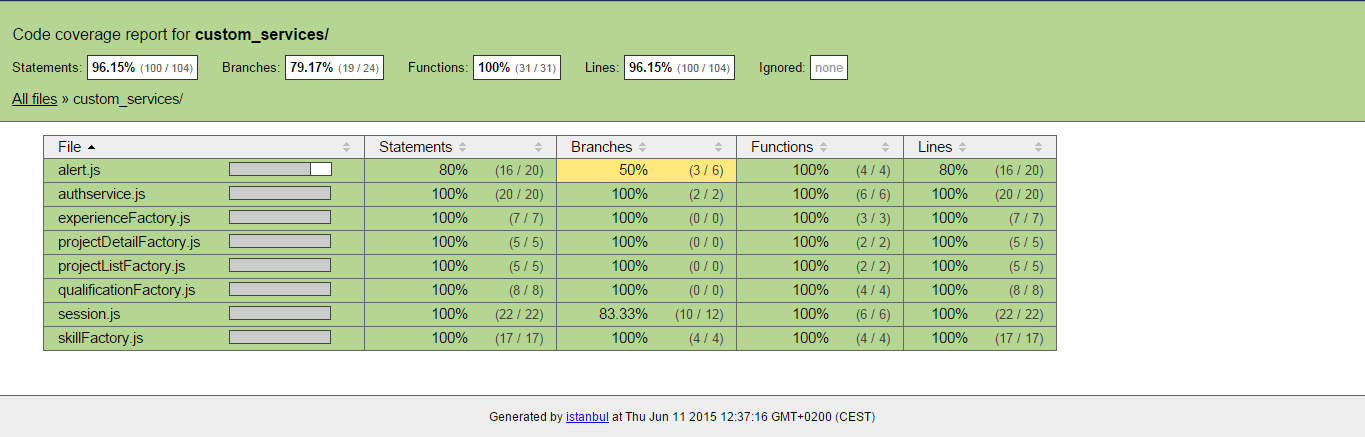 Code coverage report for custom_services/
Statements: 96.15% (100 / 104) Branches: 79.17% (19 / 24) Functions: 100% (31 / 31) Lines: 96.15% (100 / 104) Ignored: none
All files » custom_services/
File Statements Branches Functions Lines
alert.js 80% (16 / 20) 50% (3 / 6) 100% (4 / 4) 80% (16 / 20)
authservice.js 100% (20 / 20) 100% (2 / 2) 100% (6 / 6) 100% (20 / 20)
experienceFactory.js 100% (7 / 7) 100% (0 / 0) 100% (3 / 3) 100% (7 / 7)
projectDetailFactory.js 100% (5 / 5) 100% (0 / 0) 100% (2 / 2) 100% (5 / 5)
projectListFactory.js 100% (5 / 5) 100% (0 / 0) 100% (2 / 2) 100% (5 / 5)
qualificationFactory.js 100% (8 / 8) 100% (0 / 0) 100% (4 / 4) 100% (8 / 8)
session.js 100% (22 / 22) 83.33% (10 / 12) 100% (6 / 6) 100% (22 / 22)
skillFactory.js 100% (17 / 17) 100% (4 / 4) 100% (4 / 4) 100% (17 / 17)
Generated by istanbul at Thu Jun 11 2015 12:37:16 GMT+0200 (CEST)